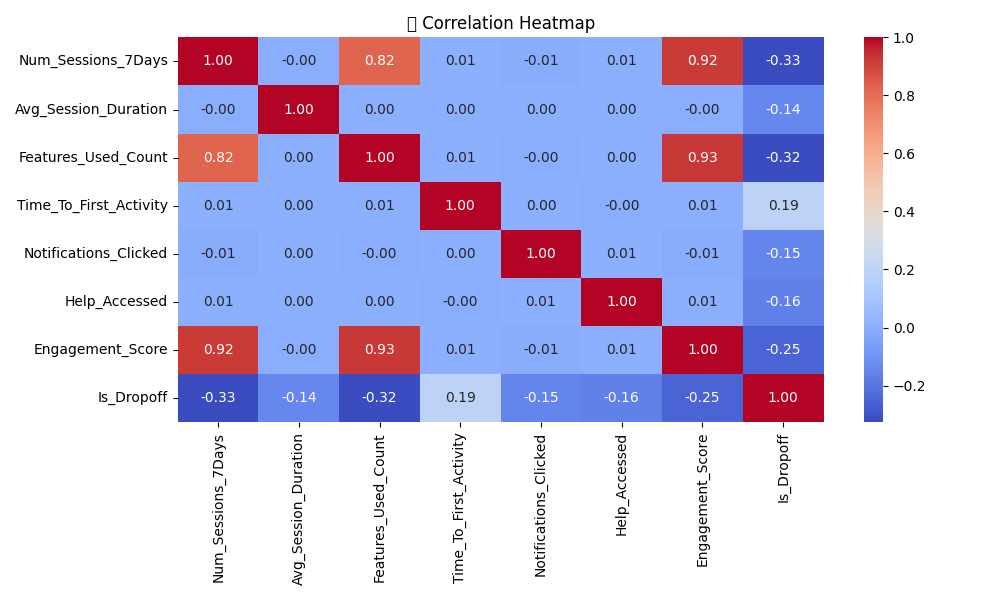 ▯ Correlation Heatmap
Num_Sessions_7Days 1.00 -0.00 0.82 0.01 -0.01 0.01 0.92 -0.33
Avg_Session_Duration -0.00 1.00 0.00 0.00 0.00 0.00 -0.00 -0.14
Features_Used_Count 0.82 0.00 1.00 0.01 -0.00 0.00 0.93 -0.32
Time_To_First_Activity 0.01 0.00 0.01 1.00 0.00 -0.00 0.01 0.19
Notifications_Clicked -0.01 0.00 -0.00 0.00 1.00 0.01 -0.01 -0.15
Help_Accessed 0.01 0.00 0.00 -0.00 0.01 1.00 0.01 -0.16
Engagement_Score 0.92 -0.00 0.93 0.01 -0.01 0.01 1.00 -0.25
Is_Dropoff -0.33 -0.14 -0.32 0.19 -0.15 -0.16 -0.25 1.00
Num_Sessions_7Days
Avg_Session_Duration
Features_Used_Count
Time_To_First_Activity
Notifications_Clicked
Help_Accessed
Engagement_Score
Is_Dropoff
1.0
0.8
0.6
0.4
0.2
0.0
−0.2